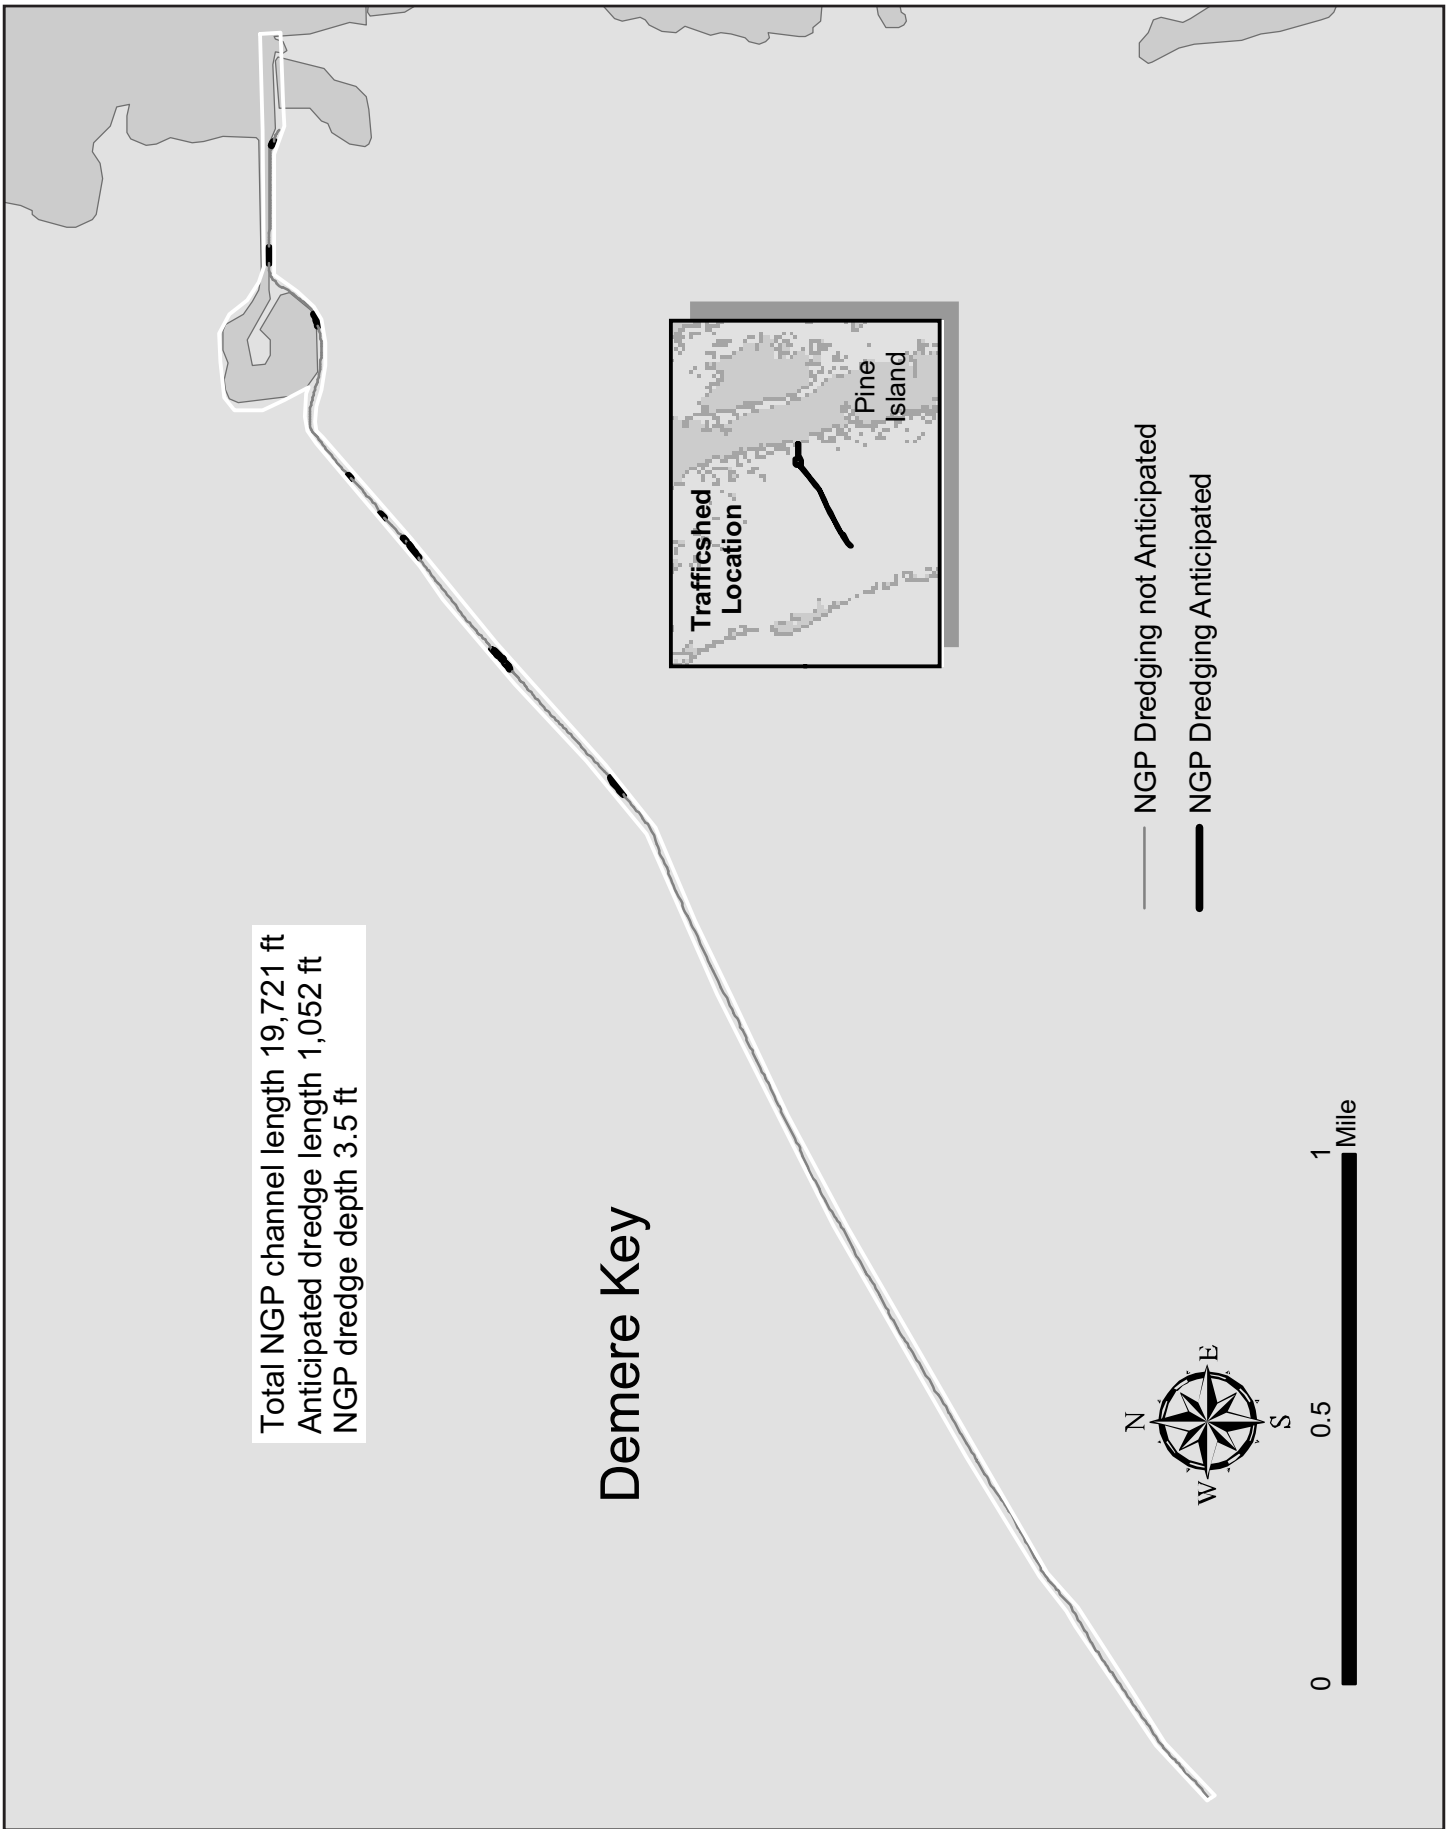 Total NGP channel length 19,721 ft
Anticipated dredge length 1,052 ft
NGP dredge depth 3.5 ft
Demere Key
Trafficshed
Location
Pine
Island
NGP Dredging not Anticipated
NGP Dredging Anticipated
N
W
E
S
0
0.5
1
Mile